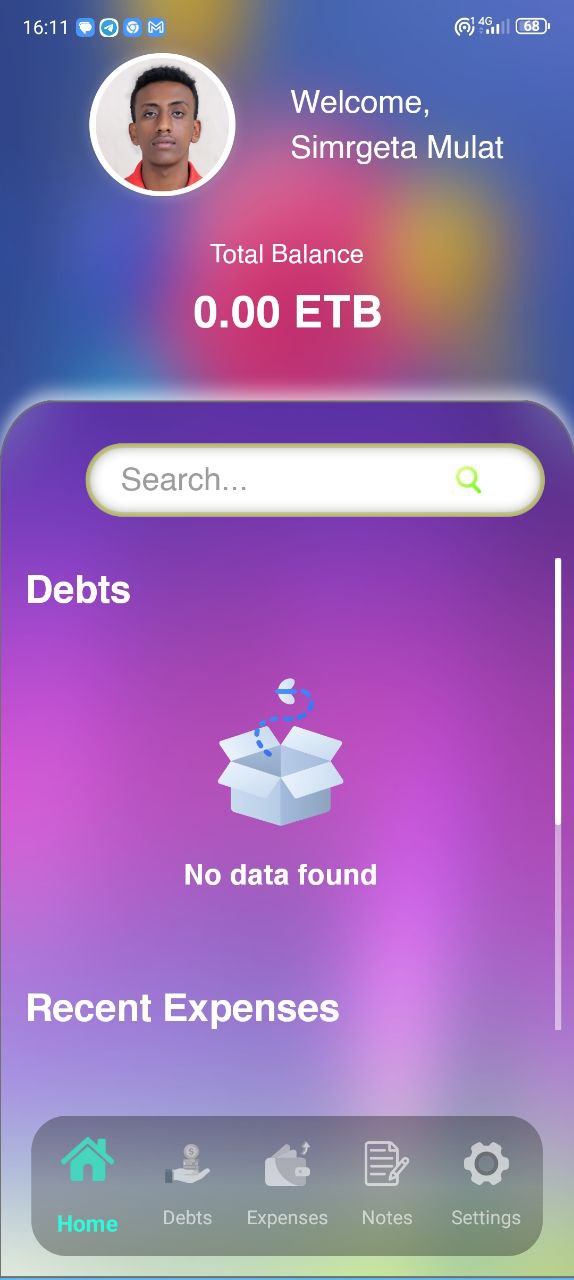 16:11
4G
68
Welcome,
Simrgeta Mulat
Total Balance
0.00 ETB
Search...
Debts
No data found
Recent Expenses
Home
Debts
Expenses
Notes
Settings